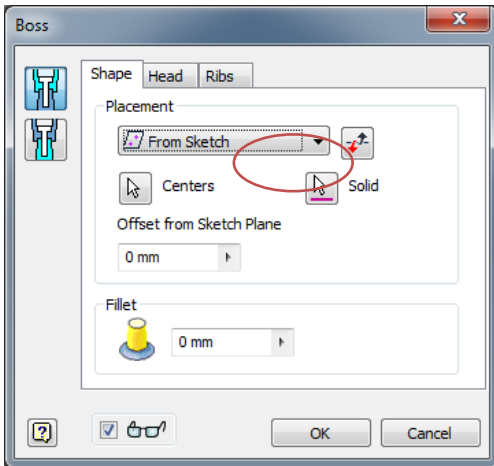 Boss
Shape Head Ribs
Placement
From Sketch
Centers Solid
Offset from Sketch Plane
0 mm
Fillet
0 mm
OK Cancel